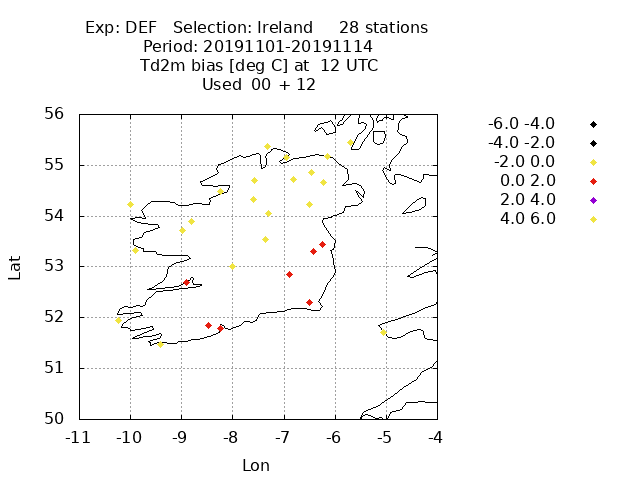 Exp: DEF   Selection: Ireland     28 stations
Period: 20191101-20191114
Td2m bias [deg C] at  12 UTC
Used  00 + 12
-6.0 -4.0
-4.0 -2.0
-2.0 0.0
0.0 2.0
2.0 4.0
4.0 6.0
56
55
54
53
52
51
50
Lat
-11 -10 -9 -8 -7 -6 -5 -4
Lon